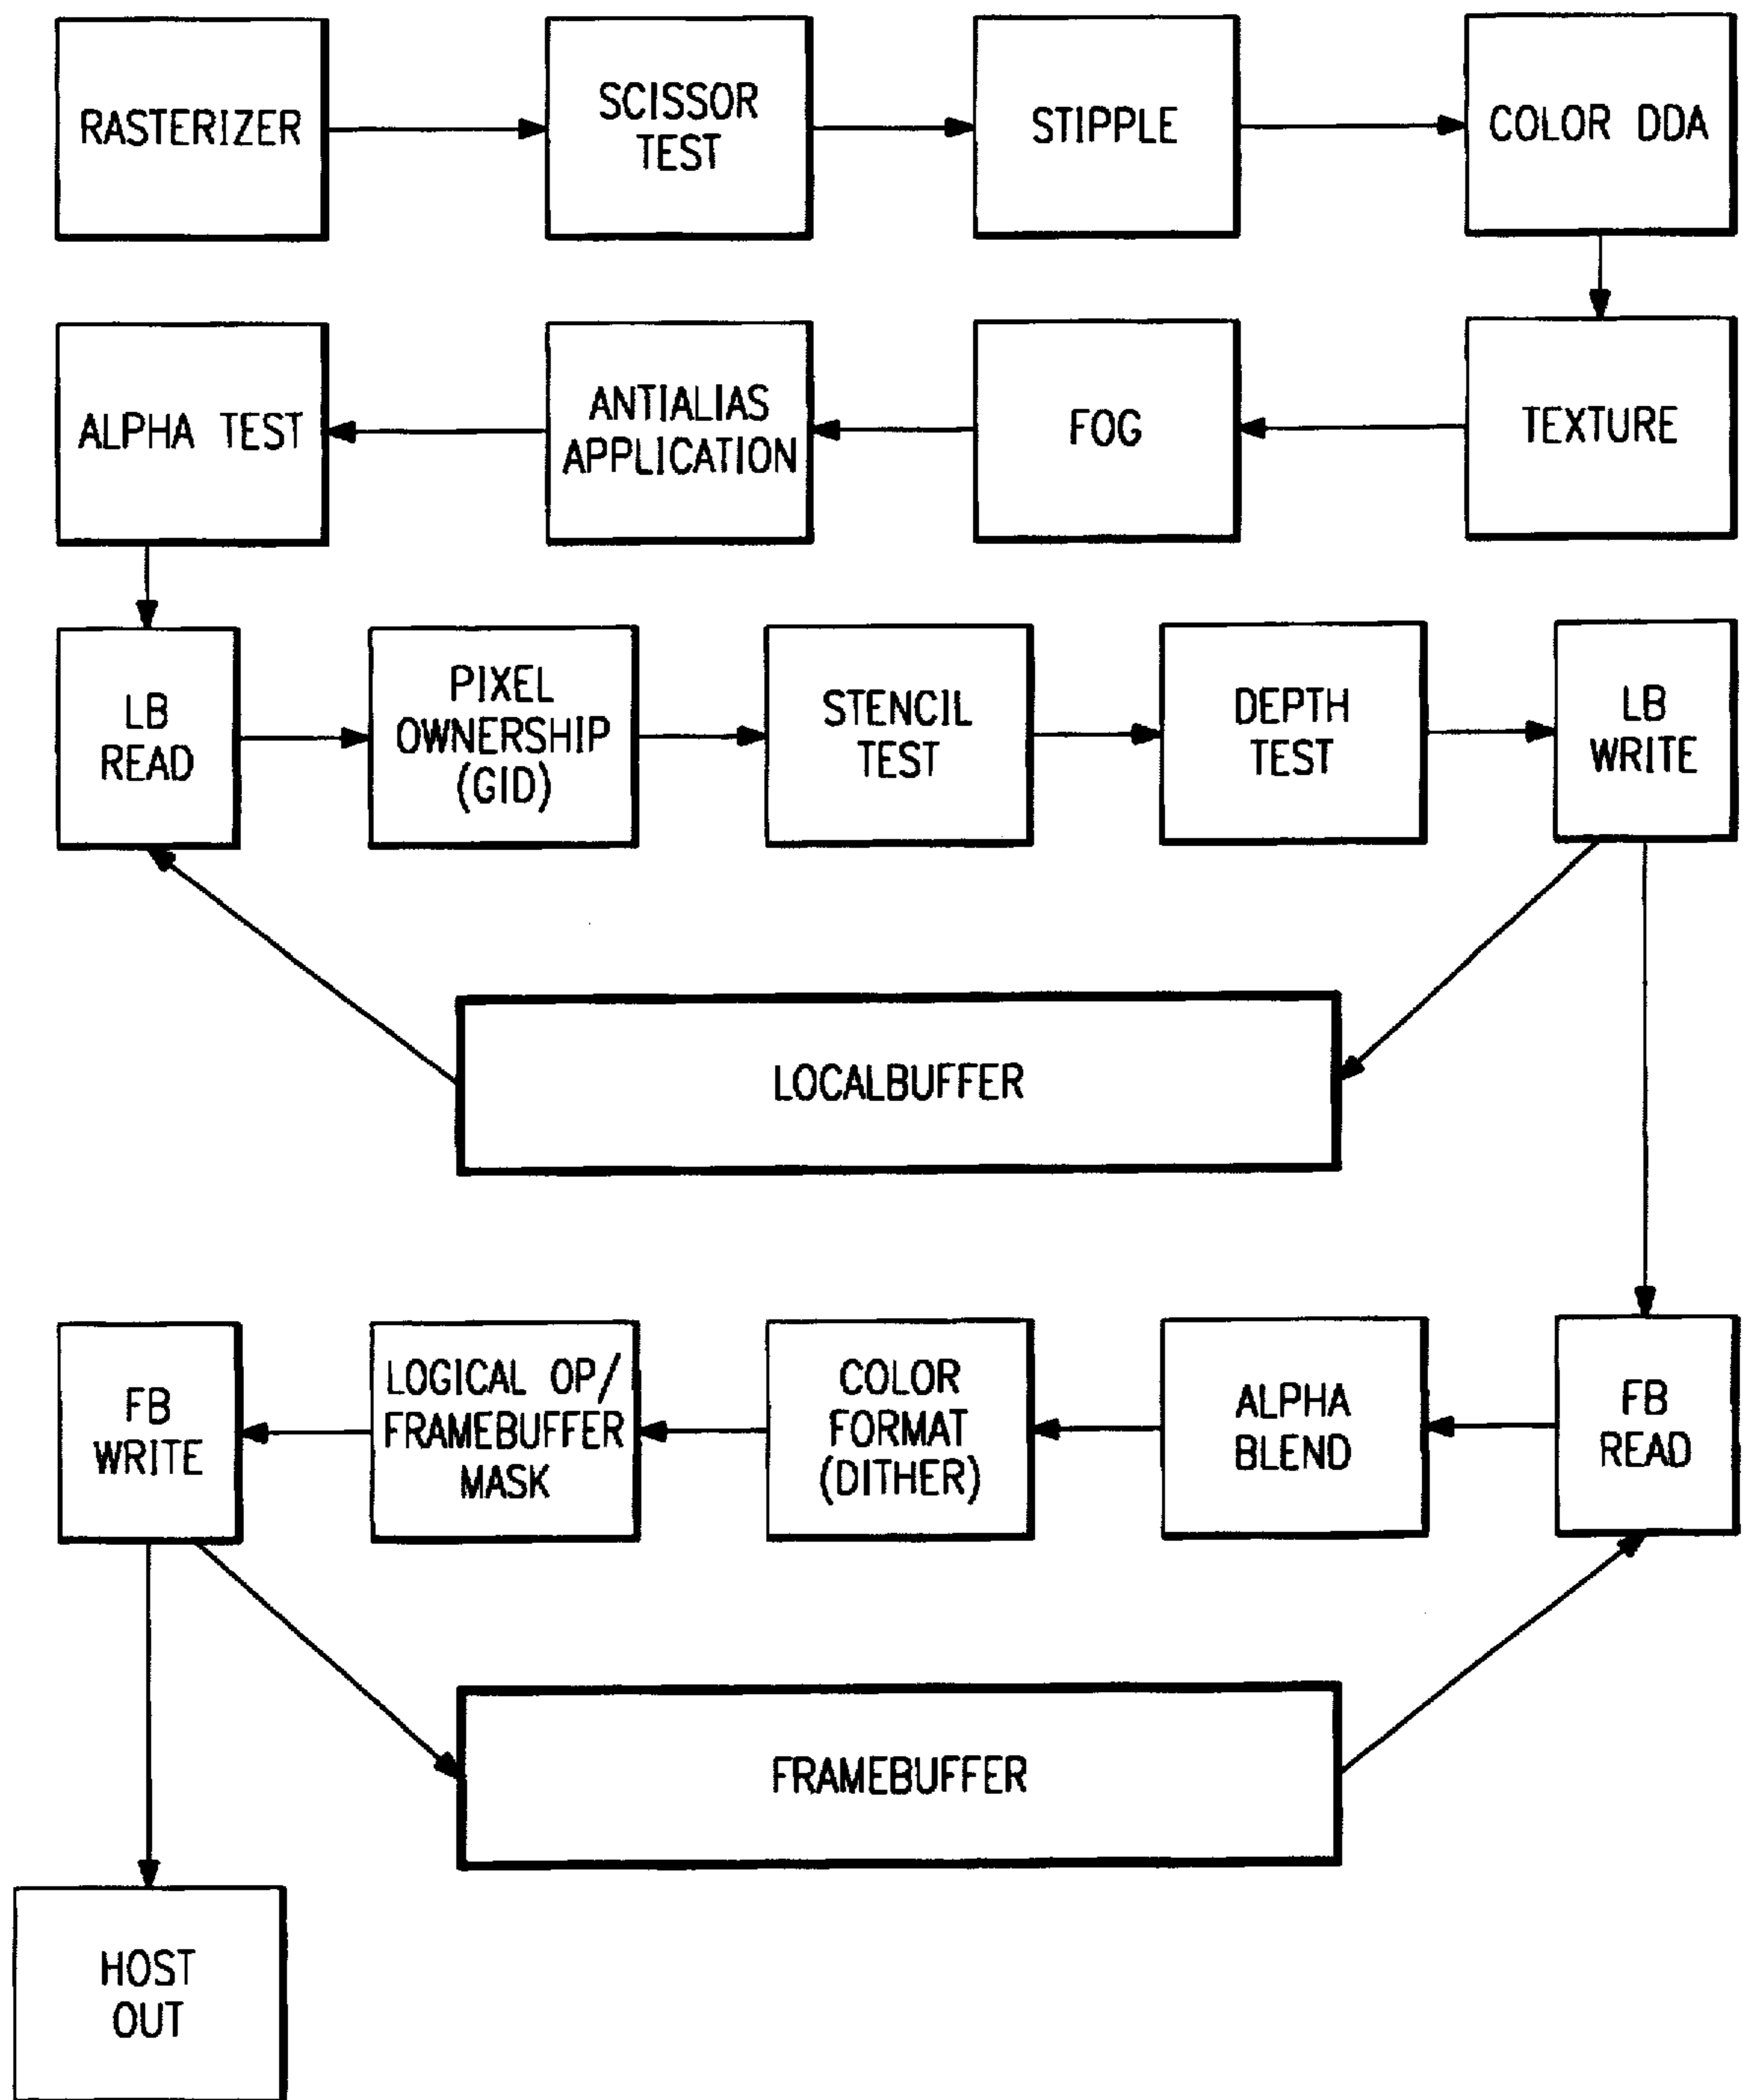 RASTERIZER
SCISSOR
TEST
STIPPLE
COLOR DDA
ALPHA TEST
ANTIALIAS
APPLICATION
FOG
TEXTURE
LB
READ
PIXEL
OWNERSHIP
(GID)
STENCIL
TEST
DEPTH
TEST
LB
WRITE
LOCALBUFFER
FB
WRITE
LOGICAL OP/
FRAMEBUFFER
MASK
COLOR
FORMAT
(DITHER)
ALPHA
BLEND
FB
READ
FRAMEBUFFER
HOST
OUT